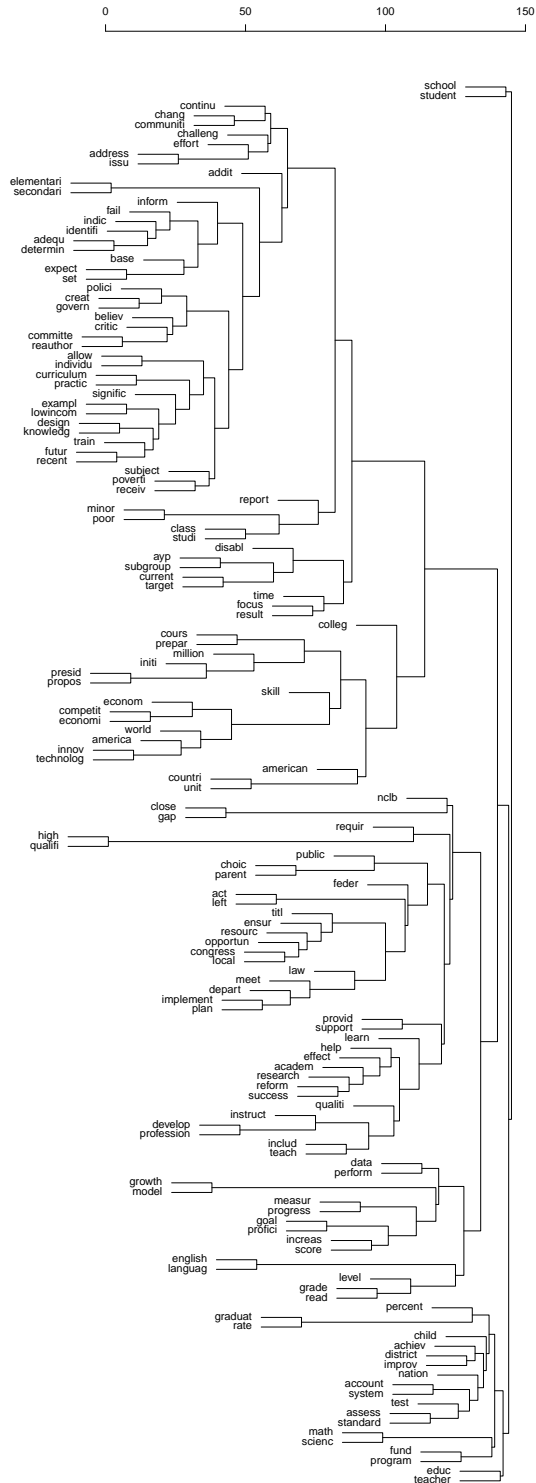 0 50 100 150
school
student
continu
chang
communiti
challeng
effort
address
issu
addit
elementari
secondari
inform
fail
indic
identifi
adequ
determin
base
expect
set
polici
creat
govern
believ
critic
committe
reauthor
allow
individu
curriculum
practic
signific
exampl
lowincom
design
knowledg
train
futur
recent
subject
poverti
receiv
report
minor
poor
class
studi
disabl
ayp
subgroup
current
target
time
focus
result
colleg
cours
prepar
million
initi
presid
propos
skill
econom
competit
economi
world
america
innov
technolog
american
countri
unit
nclb
close
gap
requir
high
qualifi
public
choic
parent
feder
act
left
titl
ensur
resourc
opportun
congress
local
law
meet
depart
implement
plan
provid
support
learn
help
effect
academ
research
reform
success
qualiti
instruct
develop
profession
includ
teach
data
perform
growth
model
measur
progress
goal
profici
increas
score
english
languag
level
grade
read
percent
graduat
rate
child
achiev
district
improv
nation
account
system
test
assess
standard
math
scienc
fund
program
educ
teacher